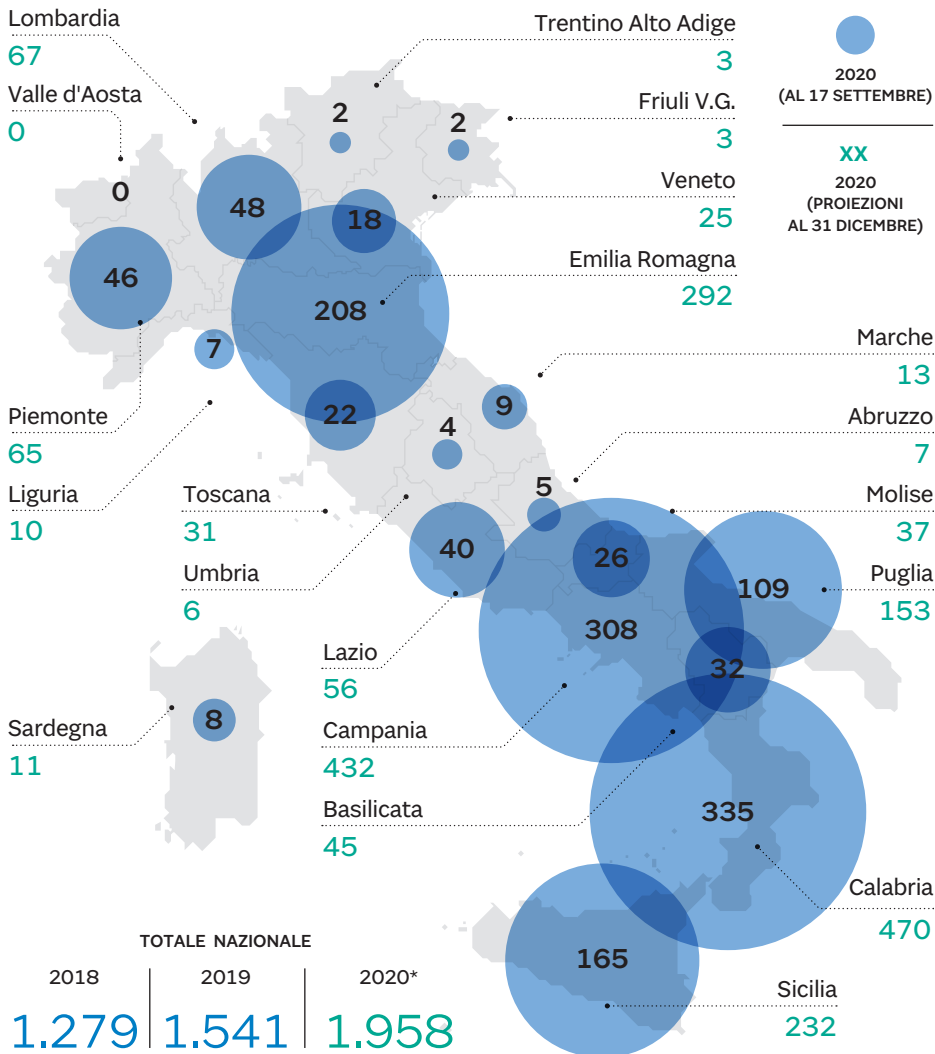 Lombardia
67
Valle d'Aosta
0
Trentino Alto Adige
3
Friuli V.G.
3
Veneto
25
Emilia Romagna
292
2020
(AL 17 SETTEMBRE)
XX
2020
(PROIEZIONI
AL 31 DICEMBRE)
2
2
0
48
18
46
208
7
22
9
4
5
40
26
109
308
32
8
335
165
Piemonte
65
Liguria
10
Toscana
31
Umbria
6
Marche
13
Abruzzo
7
Molise
37
Puglia
153
Lazio
56
Campania
432
Basilicata
45
Sardegna
11
Calabria
470
Sicilia
232
TOTALE NAZIONALE
2018
2019
2020*
1.279
1.541
1.958